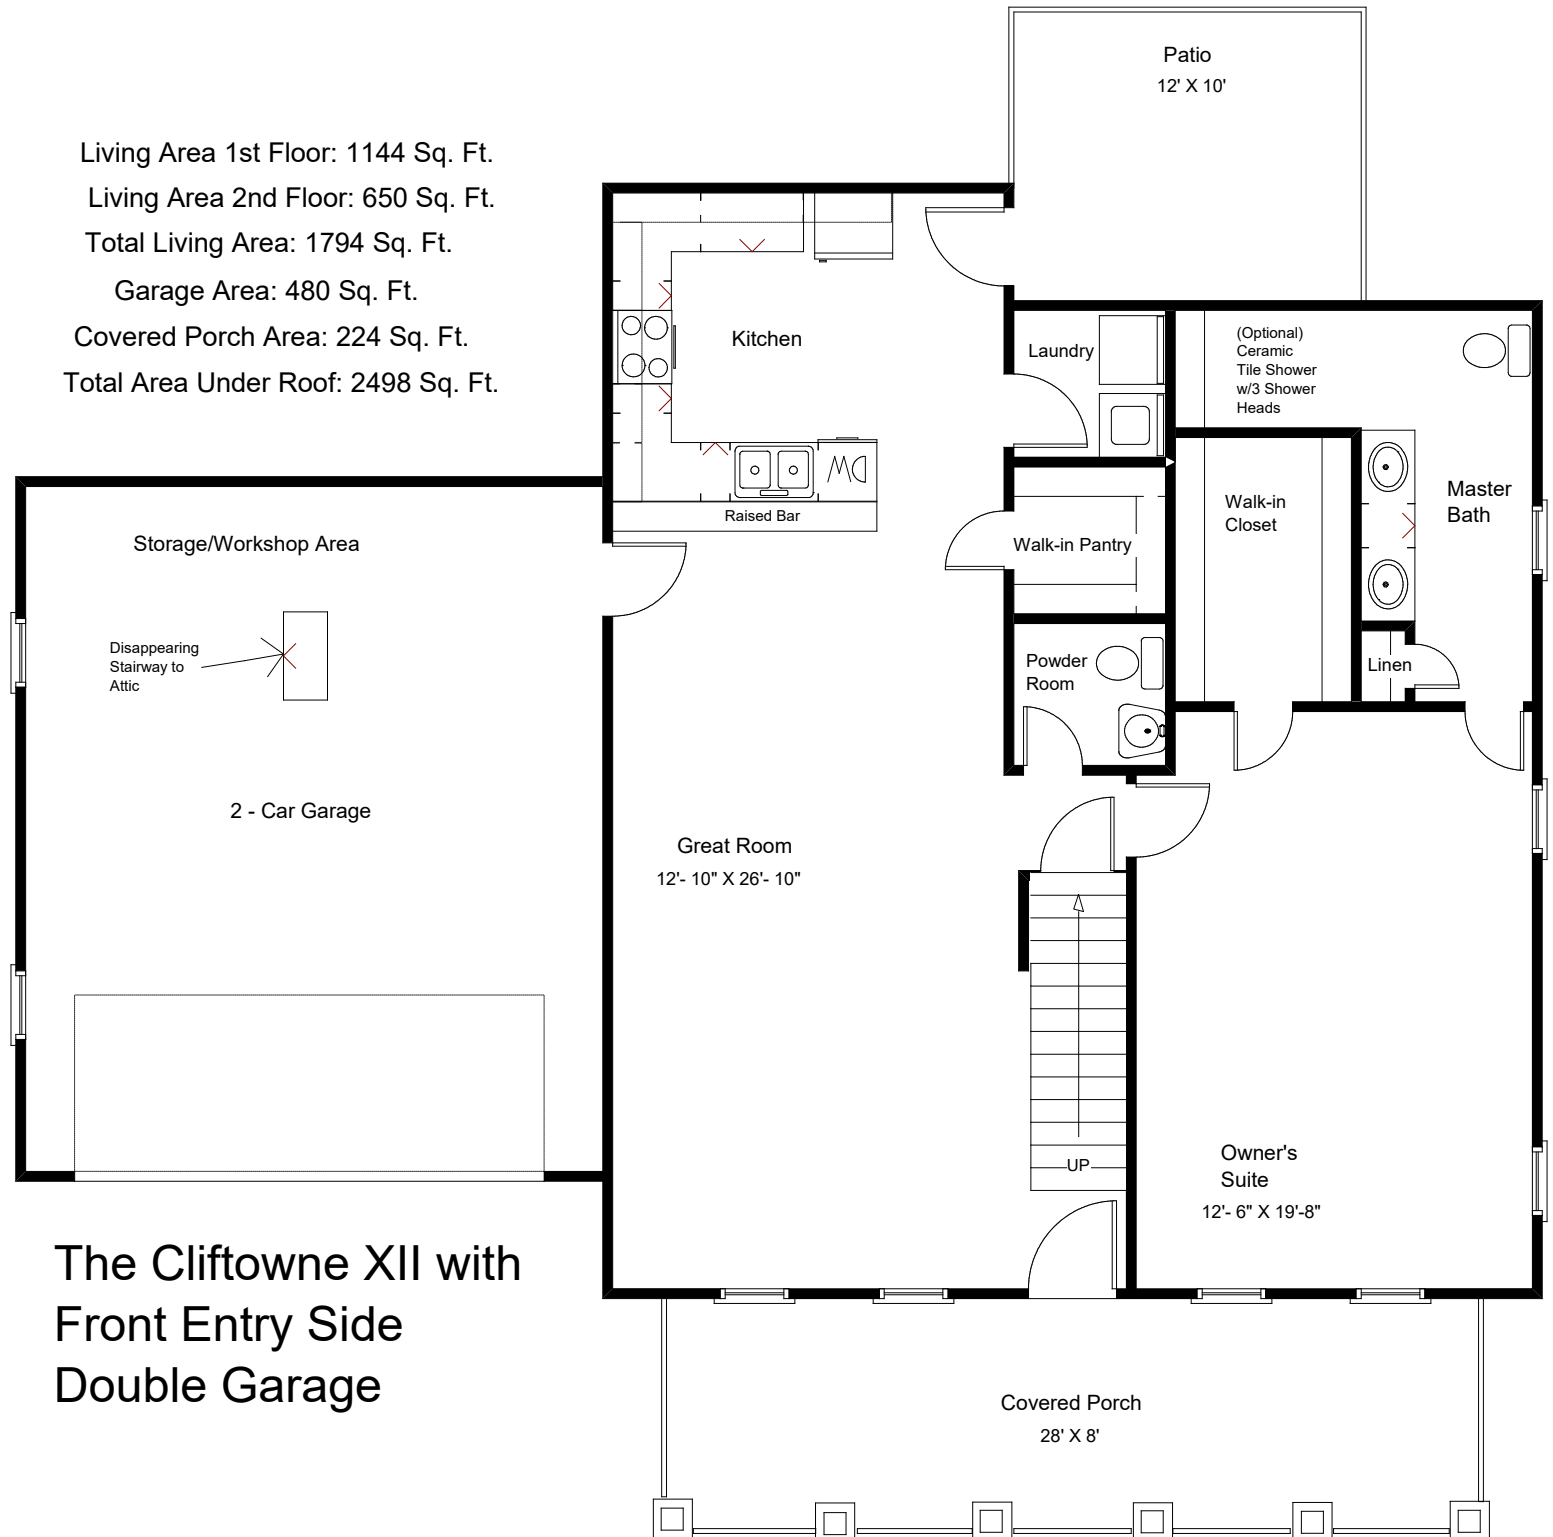 Patio
12' X 10'
Living Area 1st Floor: 1144 Sq. Ft.
Living Area 2nd Floor: 650 Sq. Ft.
Total Living Area: 1794 Sq. Ft.
Garage Area: 480 Sq. Ft.
Covered Porch Area: 224 Sq. Ft.
Total Area Under Roof: 2498 Sq. Ft.
Kitchen
Laundry
(Optional)
Ceramic
Tile Shower
w/3 Shower
Heads
DW
Raised Bar
Walk-in Pantry
Walk-in
Closet
Master
Bath
Storage/Workshop Area
Disappearing
Stairway to
Attic
Powder
Room
Linen
2 - Car Garage
Great Room
12'- 10" X 26'- 10"
UP
Owner's
Suite
12'- 6" X 19'-8"
The Cliftowne XII with
Front Entry Side
Double Garage
Covered Porch
28' X 8'